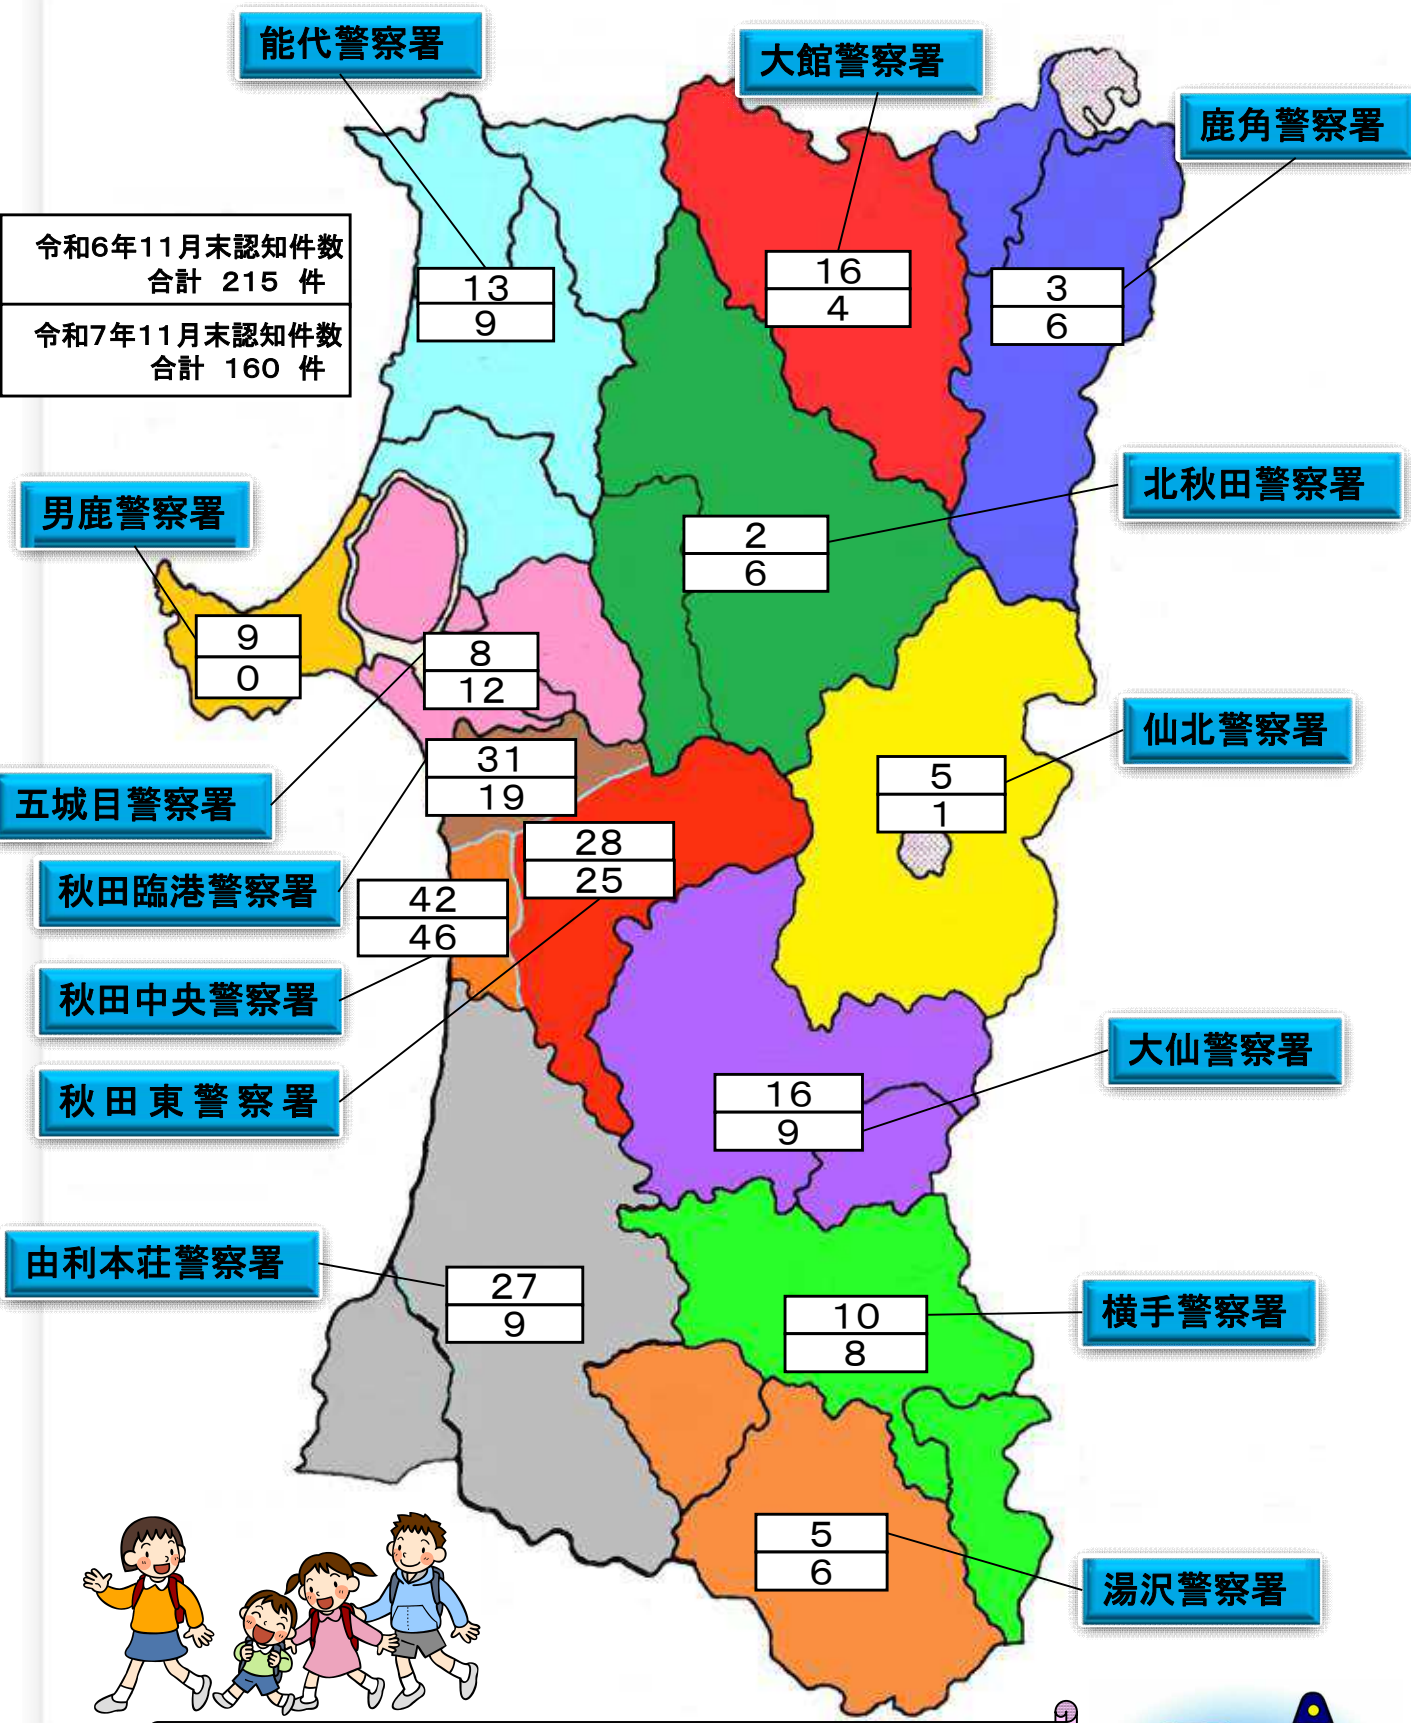 能代警察署
大館警察署
鹿角警察署
令和6年11月末認知件数
合計 215 件
令和7年11月末認知件数
合計 160 件
13
9
16
4
3
6
北秋田警察署
2
6
男鹿警察署
9
0
8
12
仙北警察署
5
1
五城目警察署
31
19
28
25
秋田臨港警察署
42
46
秋田中央警察署
秋田東警察署
大仙警察署
16
9
由利本荘警察署
27
9
横手警察署
10
8
湯沢警察署
5
6